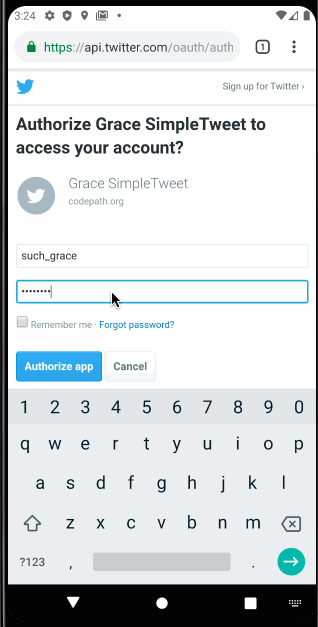 3:24
https://api.twitter.com/oauth/auth
1
Sign up for Twitter ›
Authorize Grace SimpleTweet to
access your account?
Grace SimpleTweet
codepath.org
such_grace
••••••••
Remember me · Forgot password?
Authorize app Cancel
1 2 3 4 5 6 7 8 9 0
q w e r t y u i o p
a s d f g h j k l
z x c v b n m
?123 , .